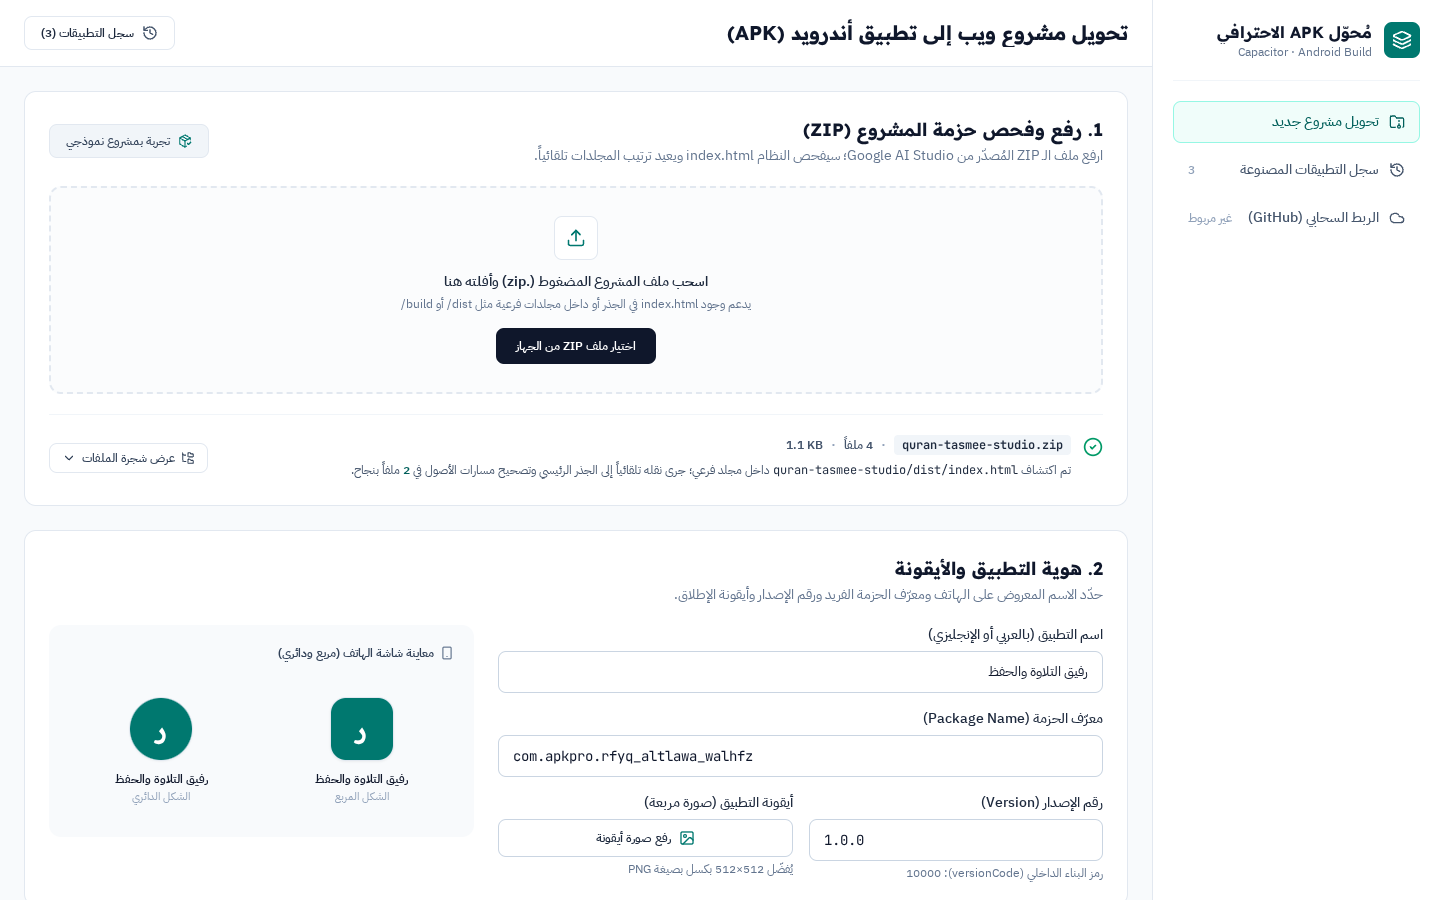 مُحوّل APK الاحترافي
Capacitor · Android Build
تحويل مشروع جديد
سجل التطبيقات المصنوعة
3
الربط السحابي (GitHub)
غير مربوط
تحويل مشروع ويب إلى تطبيق أندرويد (APK)
سجل التطبيقات (3)
1. رفع وفحص حزمة المشروع (ZIP)
ارفع ملف الـ ZIP المُصدّر من Google AI Studio؛ سيفحص النظام index.html ويعيد ترتيب المجلدات تلقائياً.
تجربة بمشروع نموذجي
اسحب ملف المشروع المضغوط (.zip) وأفلته هنا
يدعم وجود index.html في الجذر أو داخل مجلدات فرعية مثل dist/ أو build/
اختيار ملف ZIP من الجهاز
quran-tasmee-studio.zip · 4 ملفاً · 1.1 KB
تم اكتشاف quran-tasmee-studio/dist/index.html داخل مجلد فرعي؛ جرى نقله تلقائياً إلى الجذر الرئيسي وتصحيح مسارات الأصول في 2 ملفاً بنجاح.
عرض شجرة الملفات
2. هوية التطبيق والأيقونة
حدّد الاسم المعروض على الهاتف ومعرّف الحزمة الفريد ورقم الإصدار وأيقونة الإطلاق.
اسم التطبيق (بالعربي أو الإنجليزي)
رفيق التلاوة والحفظ
معرّف الحزمة (Package Name)
com.apkpro.rfyq_altlawa_walhfz
رقم الإصدار (Version)
1.0.0
رمز البناء الداخلي (versionCode): 10000
أيقونة التطبيق (صورة مربعة)
رفع صورة أيقونة
يُفضّل 512×512 بكسل بصيغة PNG
معاينة شاشة الهاتف (مربع ودائري)
ر
رفيق التلاوة والحفظ
الشكل المربع
ر
رفيق التلاوة والحفظ
الشكل الدائري